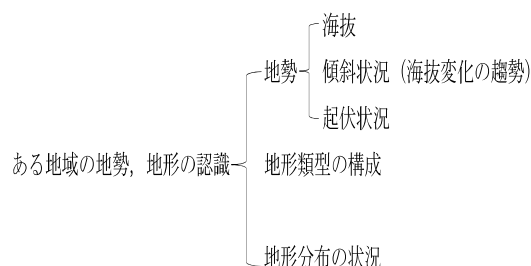 海抜
地勢 傾斜状況（海抜変化の趨勢）
起伏状況
ある地域の地勢，地形の認識 地形類型の構成
地形分布の状況